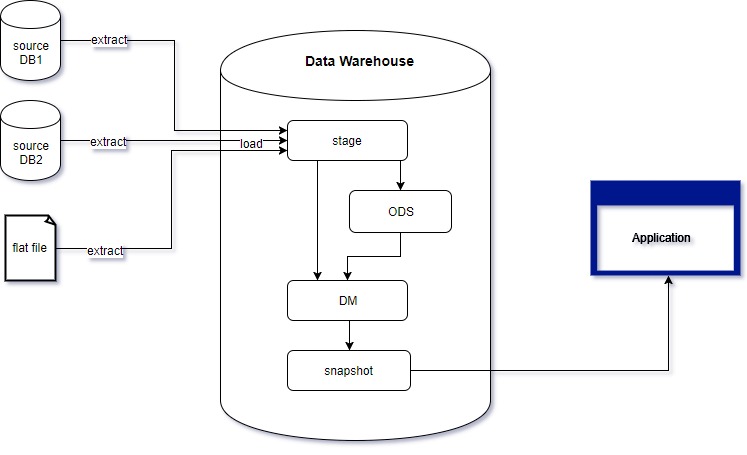 source
DB1
extract
Data Warehouse
source
DB2
extract
load
stage
ODS
flat file
extract
Application
DM
snapshot